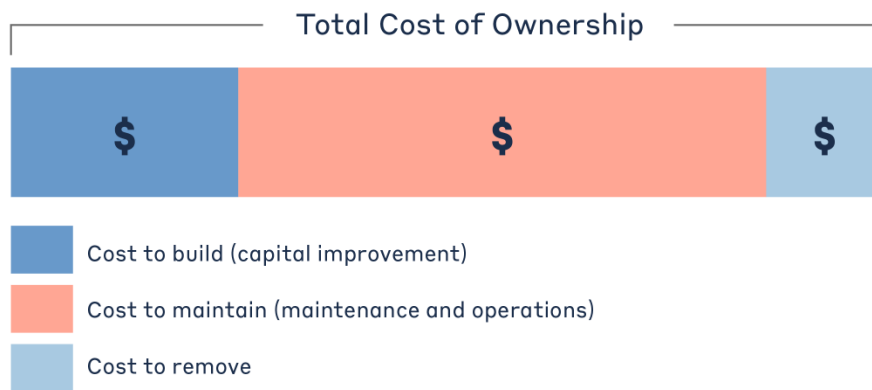 Total Cost of Ownership
$ $ $
Cost to build (capital improvement)
Cost to maintain (maintenance and operations)
Cost to remove